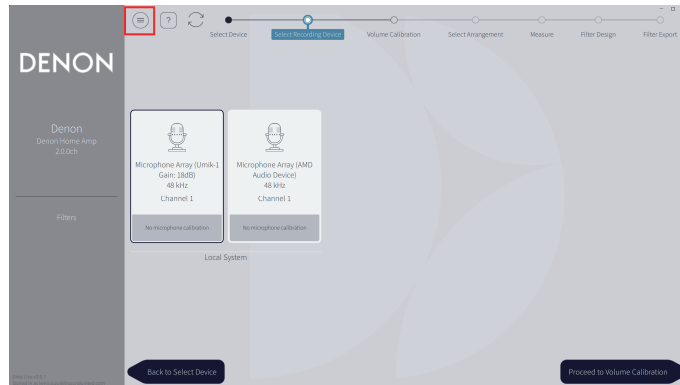 ?
Select Device
Select Recording Device
Volume Calibration
Select Arrangement
Measure
Filter Design
Filter Export
DENON
Denon
Denon Home Amp
2.0.0ch
Filters
Microphone Array (Umik-1
Gain: 18dB)
48 kHz
Channel 1
No microphone calibration
Microphone Array (AMD
Audio Device)
48 kHz
Channel 1
No microphone calibration
Local System
Back to Select Device
Proceed to Volume Calibration